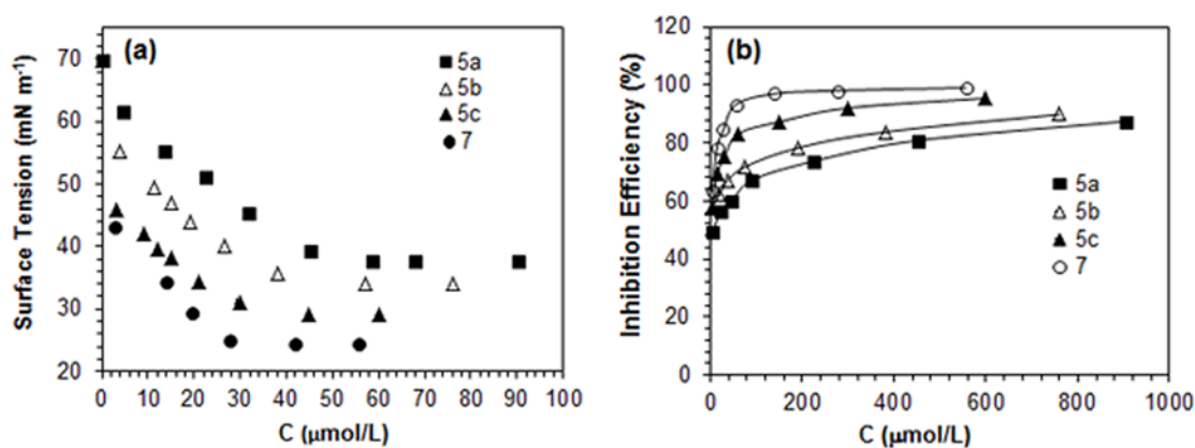 (a)
Surface Tension (mN m⁻¹)
70
60
50
40
30
20
5a
5b
5c
7
0 10 20 30 40 50 60 70 80 90 100
C (μmol/L)
(b)
Inhibition Efficiency (%)
120
100
80
60
40
20
0
5a
5b
5c
7
0 200 400 600 800 1000
C (μmol/L)